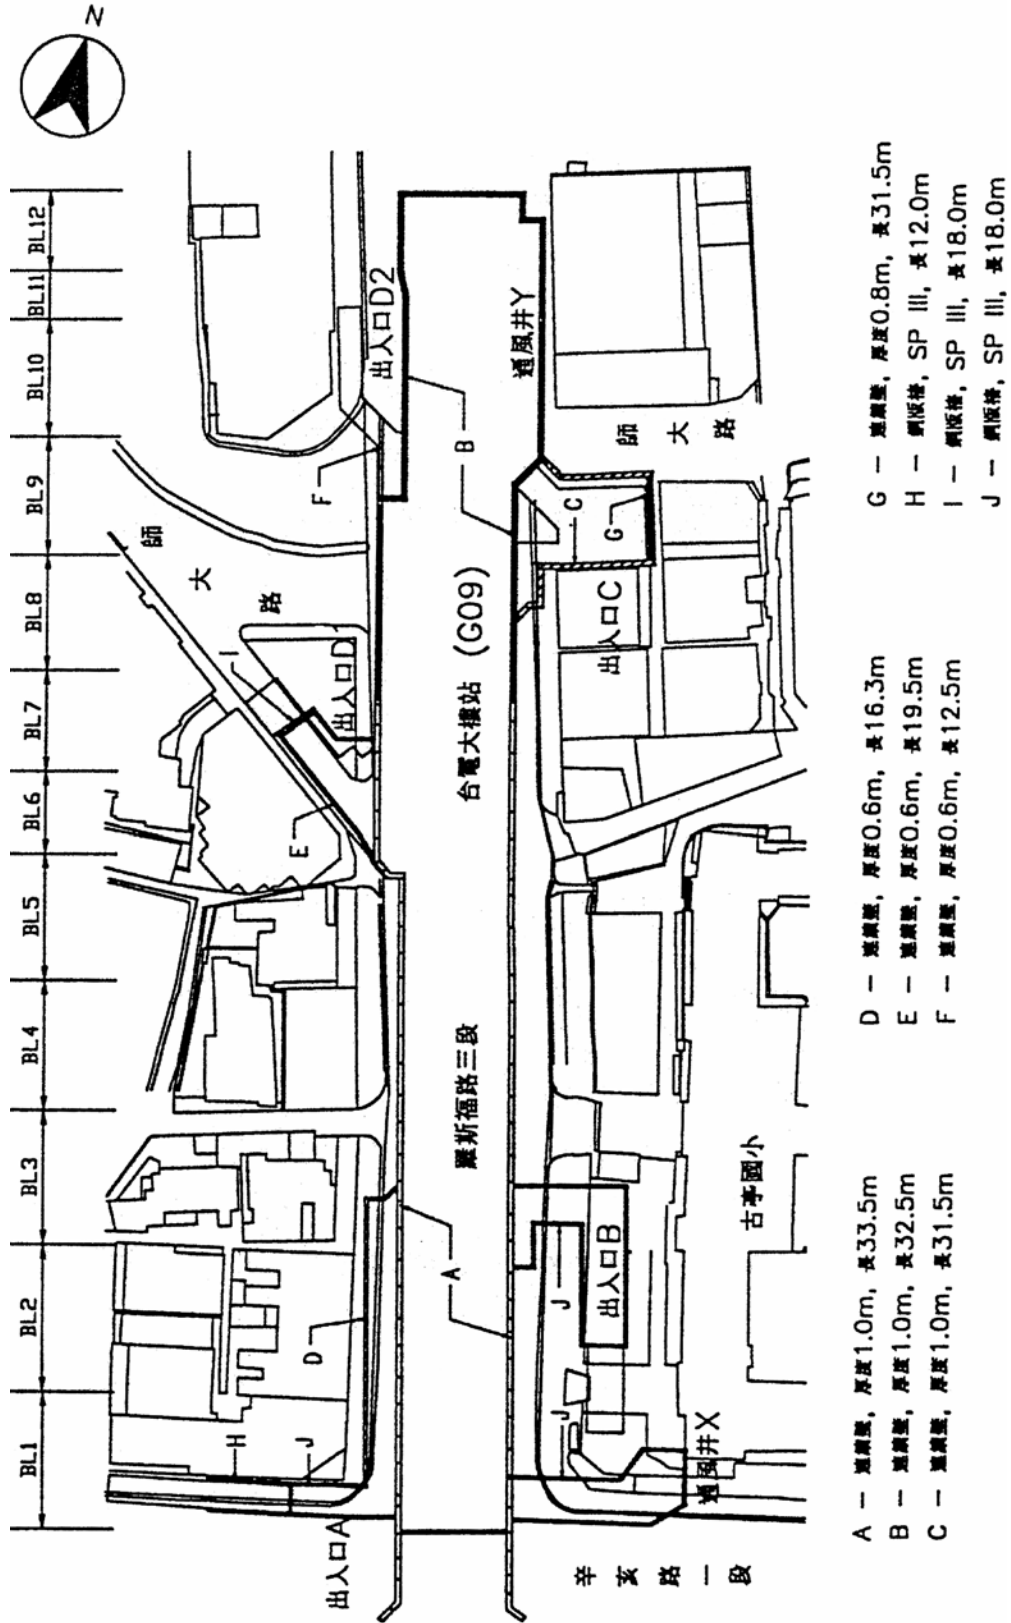 N
BL1
BL2
BL3
BL4
BL5
BL6
BL7
BL8
BL9
BL10
BL11
BL12
師大路
出入口D2
F
I
出入口D
E
H
J
D
出入口A
B
通風井Y
台電大樓站 (G09)
羅斯福路三段
A
師大路
C
G
出入口C
J
出入口B
J
通風井X
古亭國小
辛亥路一段
A — 連續壁, 厚度1.0m, 長33.5m
B — 連續壁, 厚度1.0m, 長32.5m
C — 連續壁, 厚度1.0m, 長31.5m
D — 連續壁, 厚度0.6m, 長16.3m
E — 連續壁, 厚度0.6m, 長19.5m
F — 連續壁, 厚度0.6m, 長12.5m
G — 連續壁, 厚度0.8m, 長31.5m
H — 鋼版樁, SP III, 長12.0m
I — 鋼版樁, SP III, 長18.0m
J — 鋼版樁, SP III, 長18.0m